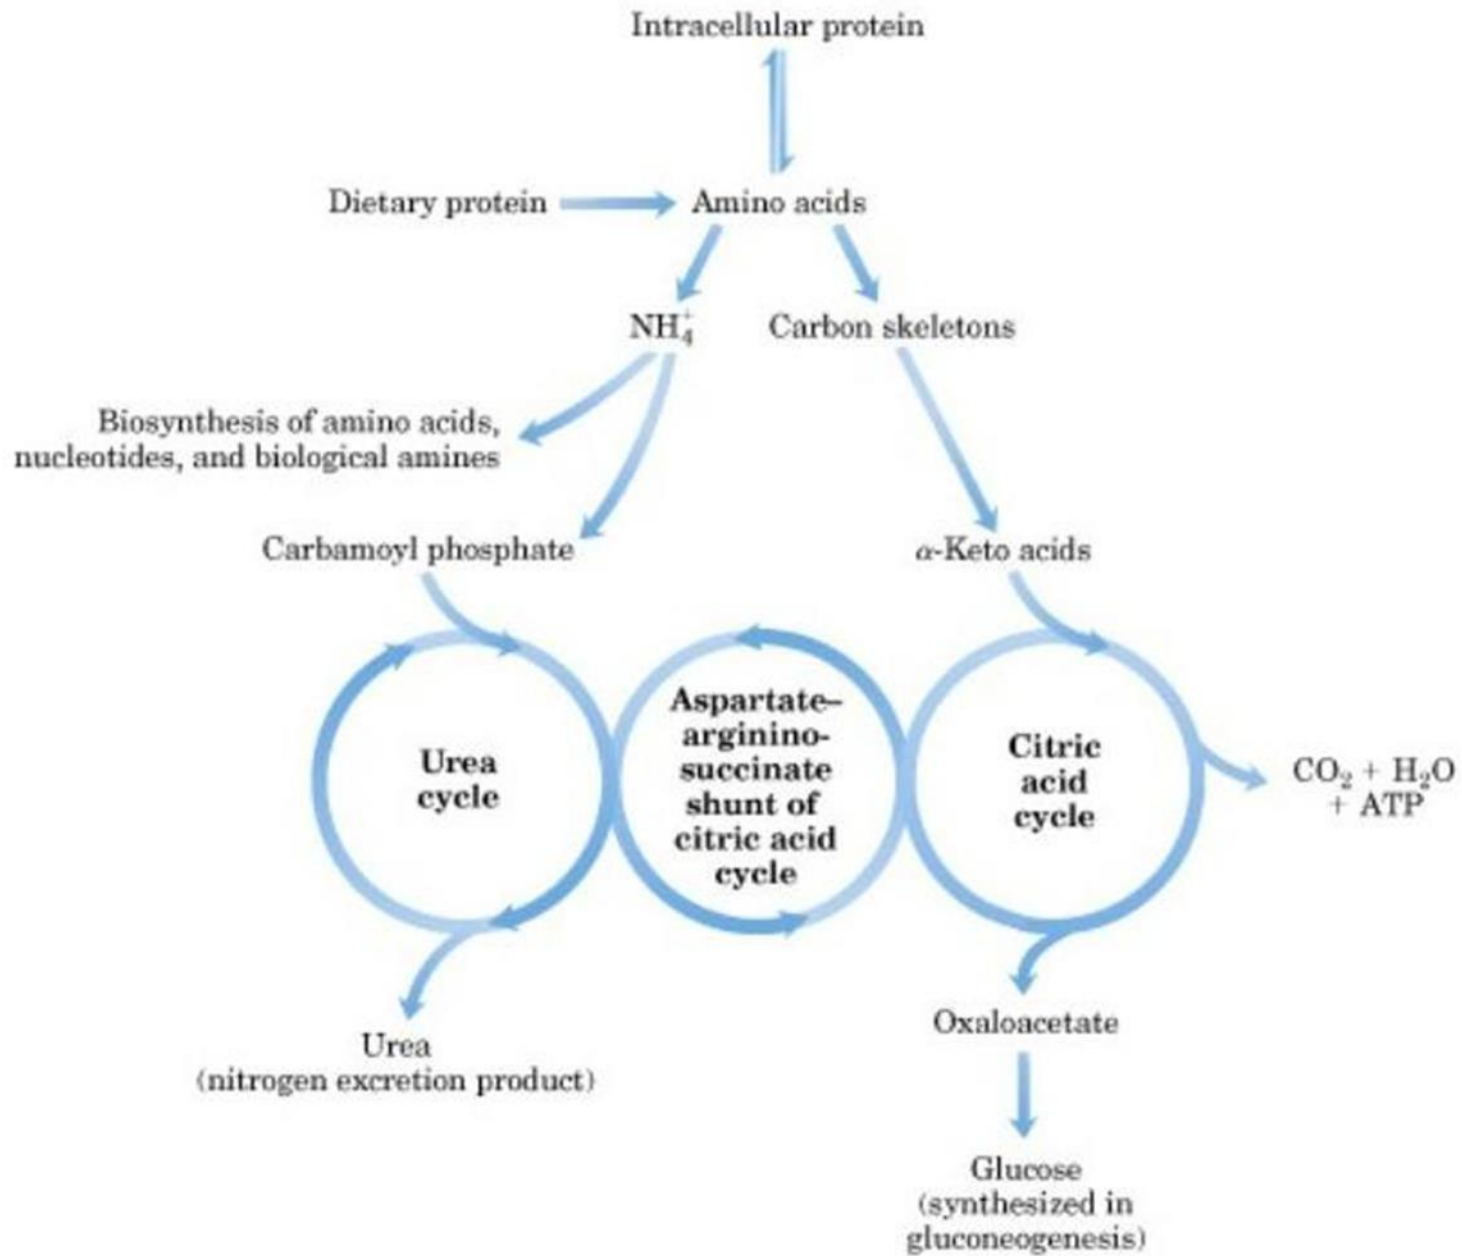 Intracellular protein
Dietary protein
Amino acids
NH₄⁺
Carbon skeletons
Biosynthesis of amino acids,
nucleotides, and biological amines
Carbamoyl phosphate
α-Keto acids
Urea
cycle
Aspartate–
arginino-
succinate
shunt of
citric acid
cycle
Citric
acid
cycle
CO₂ + H₂O
+ ATP
Urea
(nitrogen excretion product)
Oxaloacetate
Glucose
(synthesized in
gluconeogenesis)